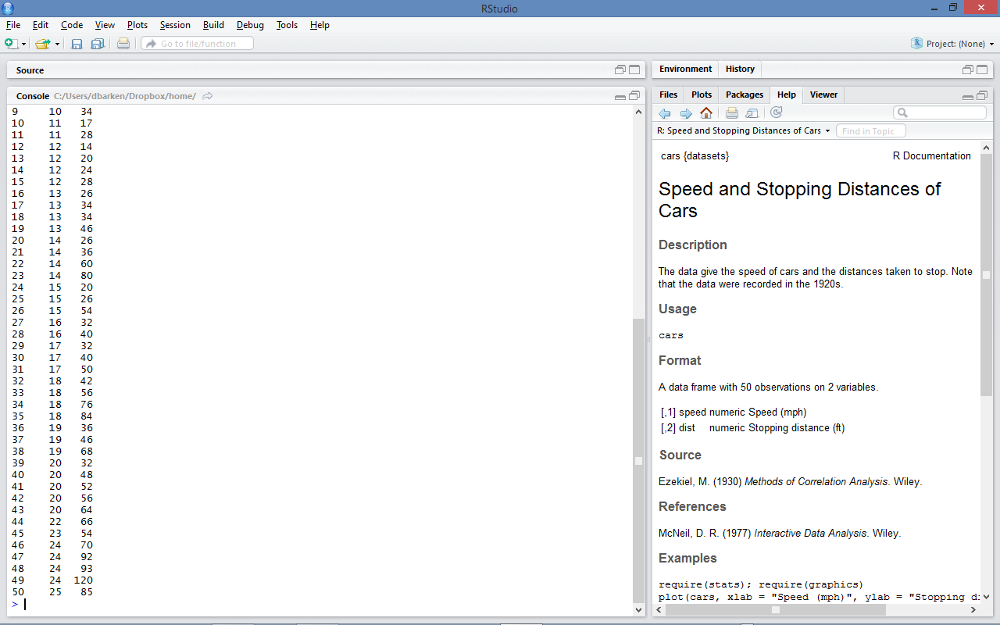 RStudio
File Edit Code View Plots Session Build Debug Tools Help
Go to file/function
Project: (None)
Source
Console C:/Users/dbarken/Dropbox/home/
9 10 34
10 11 17
11 11 28
12 12 14
13 12 20
14 12 24
15 12 28
16 13 26
17 13 34
18 13 34
19 13 46
20 14 26
21 14 36
22 14 60
23 14 80
24 15 20
25 15 26
26 15 54
27 16 32
28 16 40
29 17 32
30 17 40
31 17 50
32 18 42
33 18 56
34 18 76
35 18 84
36 19 36
37 19 46
38 19 68
39 20 32
40 20 48
41 20 52
42 20 56
43 20 64
44 22 66
45 23 54
46 24 70
47 24 92
48 24 93
49 24 120
50 25 85
>
Environment History
Files Plots Packages Help Viewer
R: Speed and Stopping Distances of Cars
Find in Topic
cars {datasets} R Documentation
Speed and Stopping Distances of
Cars
Description
The data give the speed of cars and the distances taken to stop. Note
that the data were recorded in the 1920s.
Usage
cars
Format
A data frame with 50 observations on 2 variables.
[,1] speed numeric Speed (mph)
[,2] dist numeric Stopping distance (ft)
Source
Ezekiel, M. (1930) Methods of Correlation Analysis. Wiley.
References
McNeil, D. R. (1977) Interactive Data Analysis. Wiley.
Examples
require(stats); require(graphics)
plot(cars, xlab = "Speed (mph)", ylab = "Stopping